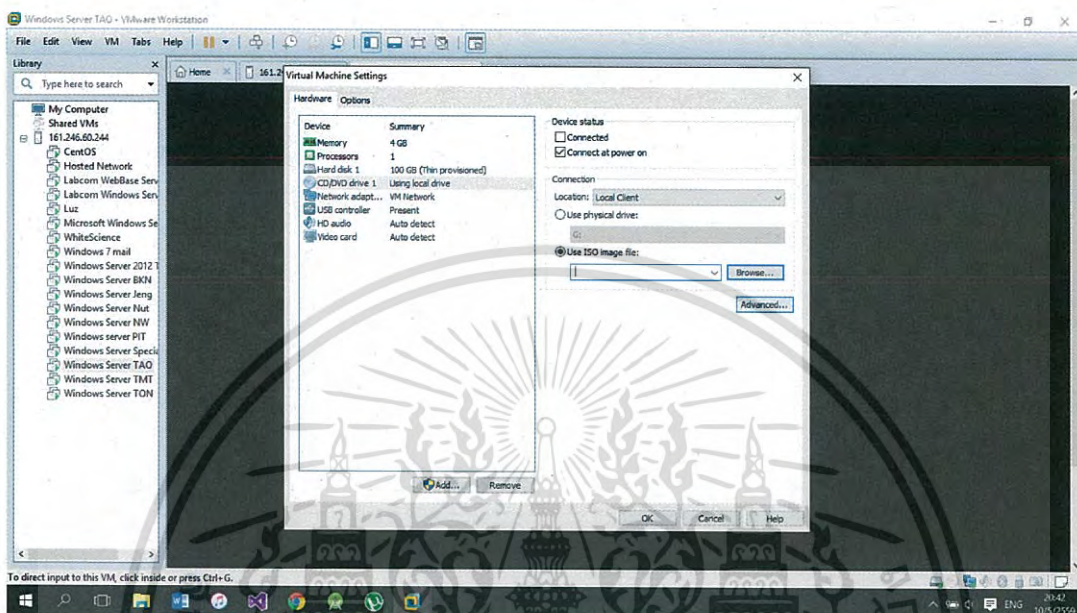 Windows Server TAO - VMware Workstation
File Edit View VM Tabs Help
Library
Type here to search
My Computer
Shared VMs
161.246.60.244
CentOS
Hosted Network
Labcom WebBase Serv
Labcom Windows Serv
Luz
Microsoft Windows Se
WhiteScience
Windows 7 mail
Windows Server 2012 T
Windows Server BKN
Windows Server Jeng
Windows Server Nut
Windows Server NW
Windows server PIT
Windows Server Specia
Windows Server TAO
Windows Server TMT
Windows Server TON
Home
161.2
Virtual Machine Settings
Hardware Options
Device Summary
Memory 4 GB
Processors 1
Hard disk 1 100 GB (Thin provisioned)
CD/DVD drive 1 Using local drive
Network adapt... VM Network
USB controller Present
HD audio Auto detect
Video card Auto detect
Add... Remove
Device status
Connected
Connect at power on
Connection
Location: Local Client
Use physical drive:
G:
Use ISO image file:
Browse...
Advanced...
OK Cancel Help
To direct input to this VM, click inside or press Ctrl+G.
ENG
20:42